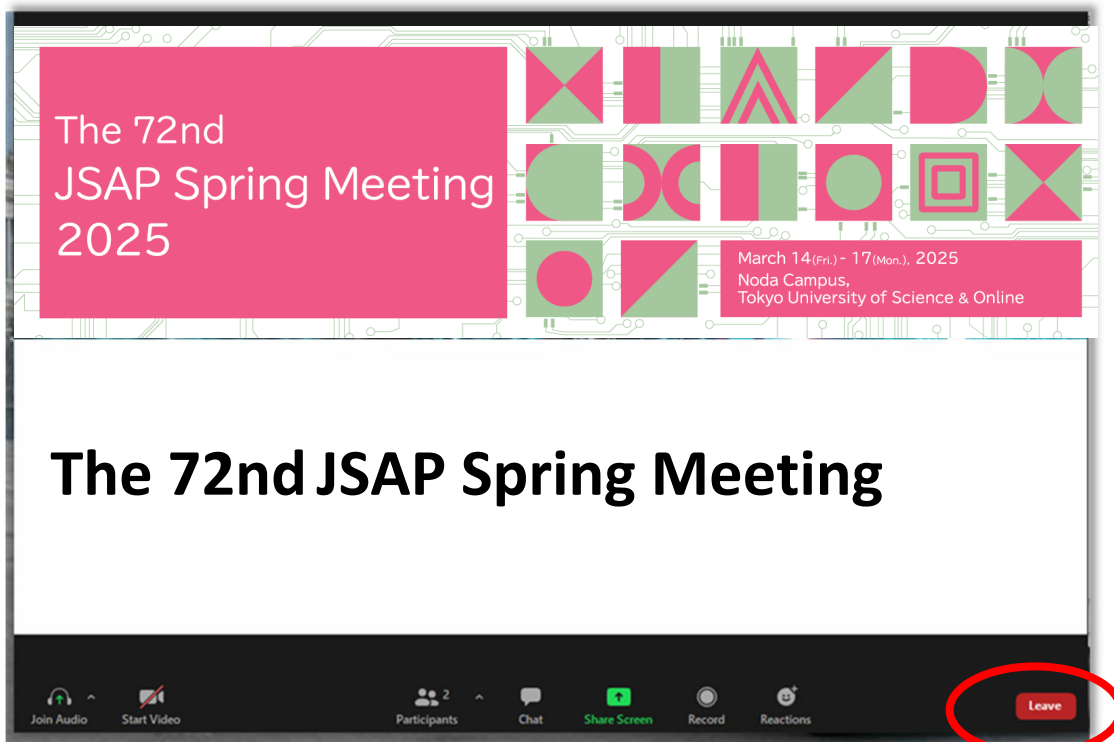 The 72nd
JSAP Spring Meeting
2025
March 14(Fri.) - 17(Mon.), 2025
Noda Campus,
Tokyo University of Science & Online
The 72nd JSAP Spring Meeting
Join Audio
Start Video
2
Participants
Chat
Share Screen
Record
Reactions
Leave